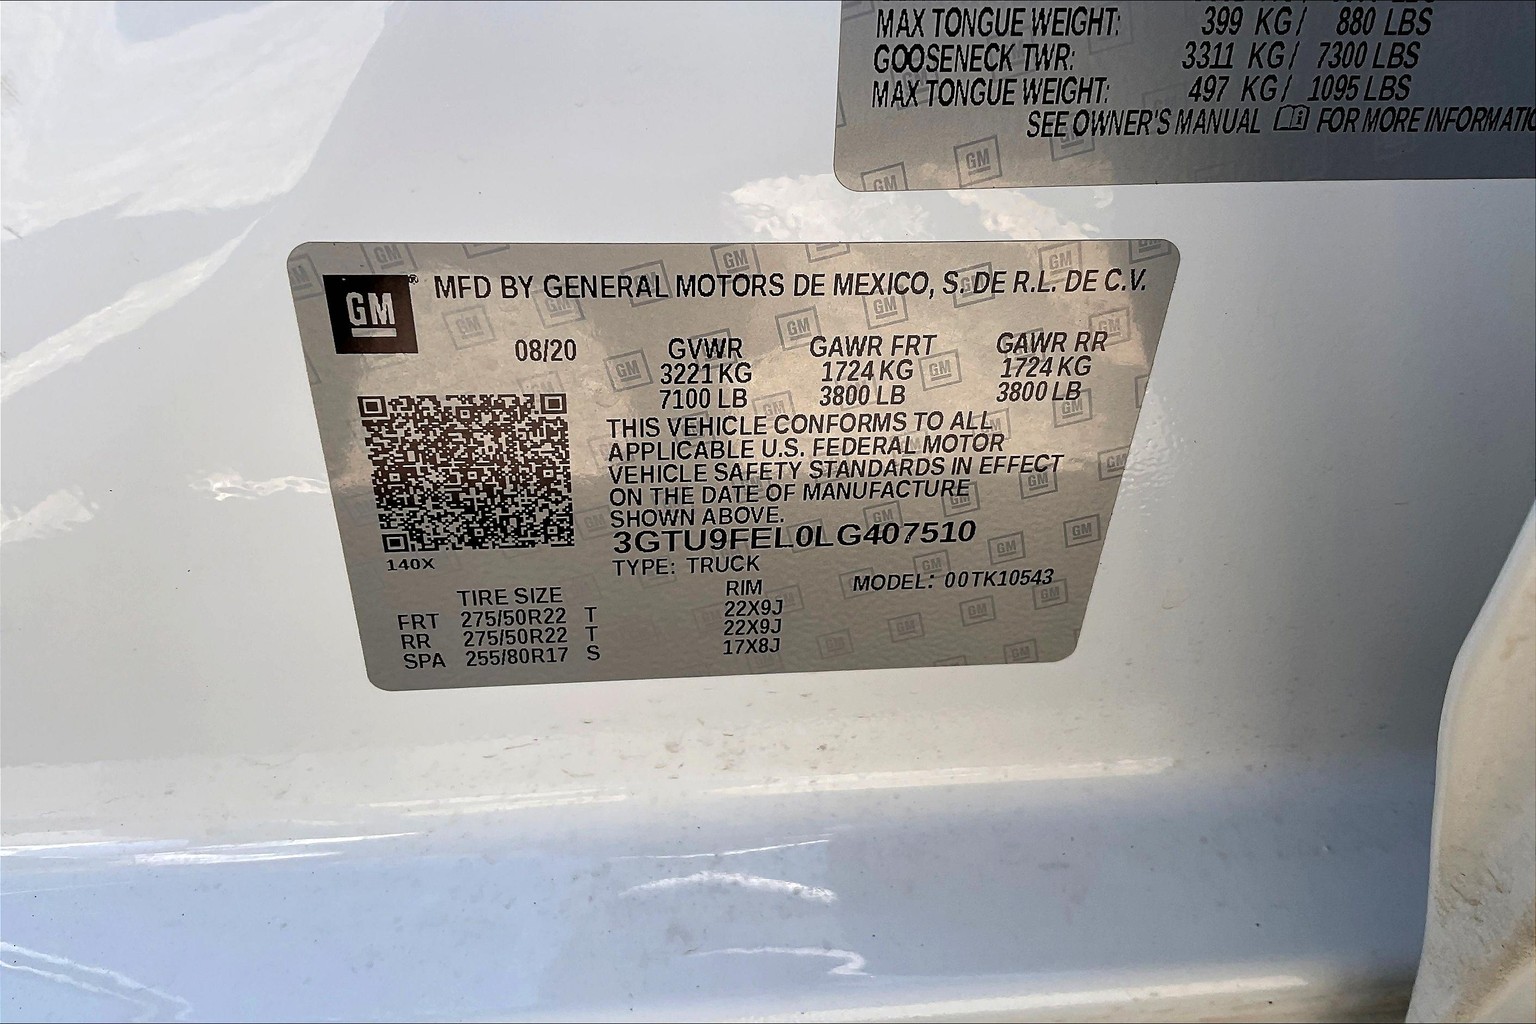 MAX TONGUE WEIGHT: 399 KG/ 880 LBS
GOOSENECK TWR: 3311 KG/ 7300 LBS
MAX TONGUE WEIGHT: 497 KG/ 1095 LBS
SEE OWNER'S MANUAL FOR MORE
GM® MFD BY GENERAL MOTORS DE MEXICO, S. DE R.L. DE C.V.
08/20 GVWR GAWR FRT GAWR RR
3221 KG 1724 KG 1724 KG
7100 LB 3800 LB 3800 LB
THIS VEHICLE CONFORMS TO ALL
APPLICABLE U.S. FEDERAL MOTOR
VEHICLE SAFETY STANDARDS IN EFFECT
ON THE DATE OF MANUFACTURE
SHOWN ABOVE.
3GTU9FEL0LG407510
140X
TYPE: TRUCK
MODEL: 00TK10543
TIRE SIZE RIM
FRT 275/50R22 T 22X9J
RR 275/50R22 T 22X9J
SPA 255/80R17 S 17X8J